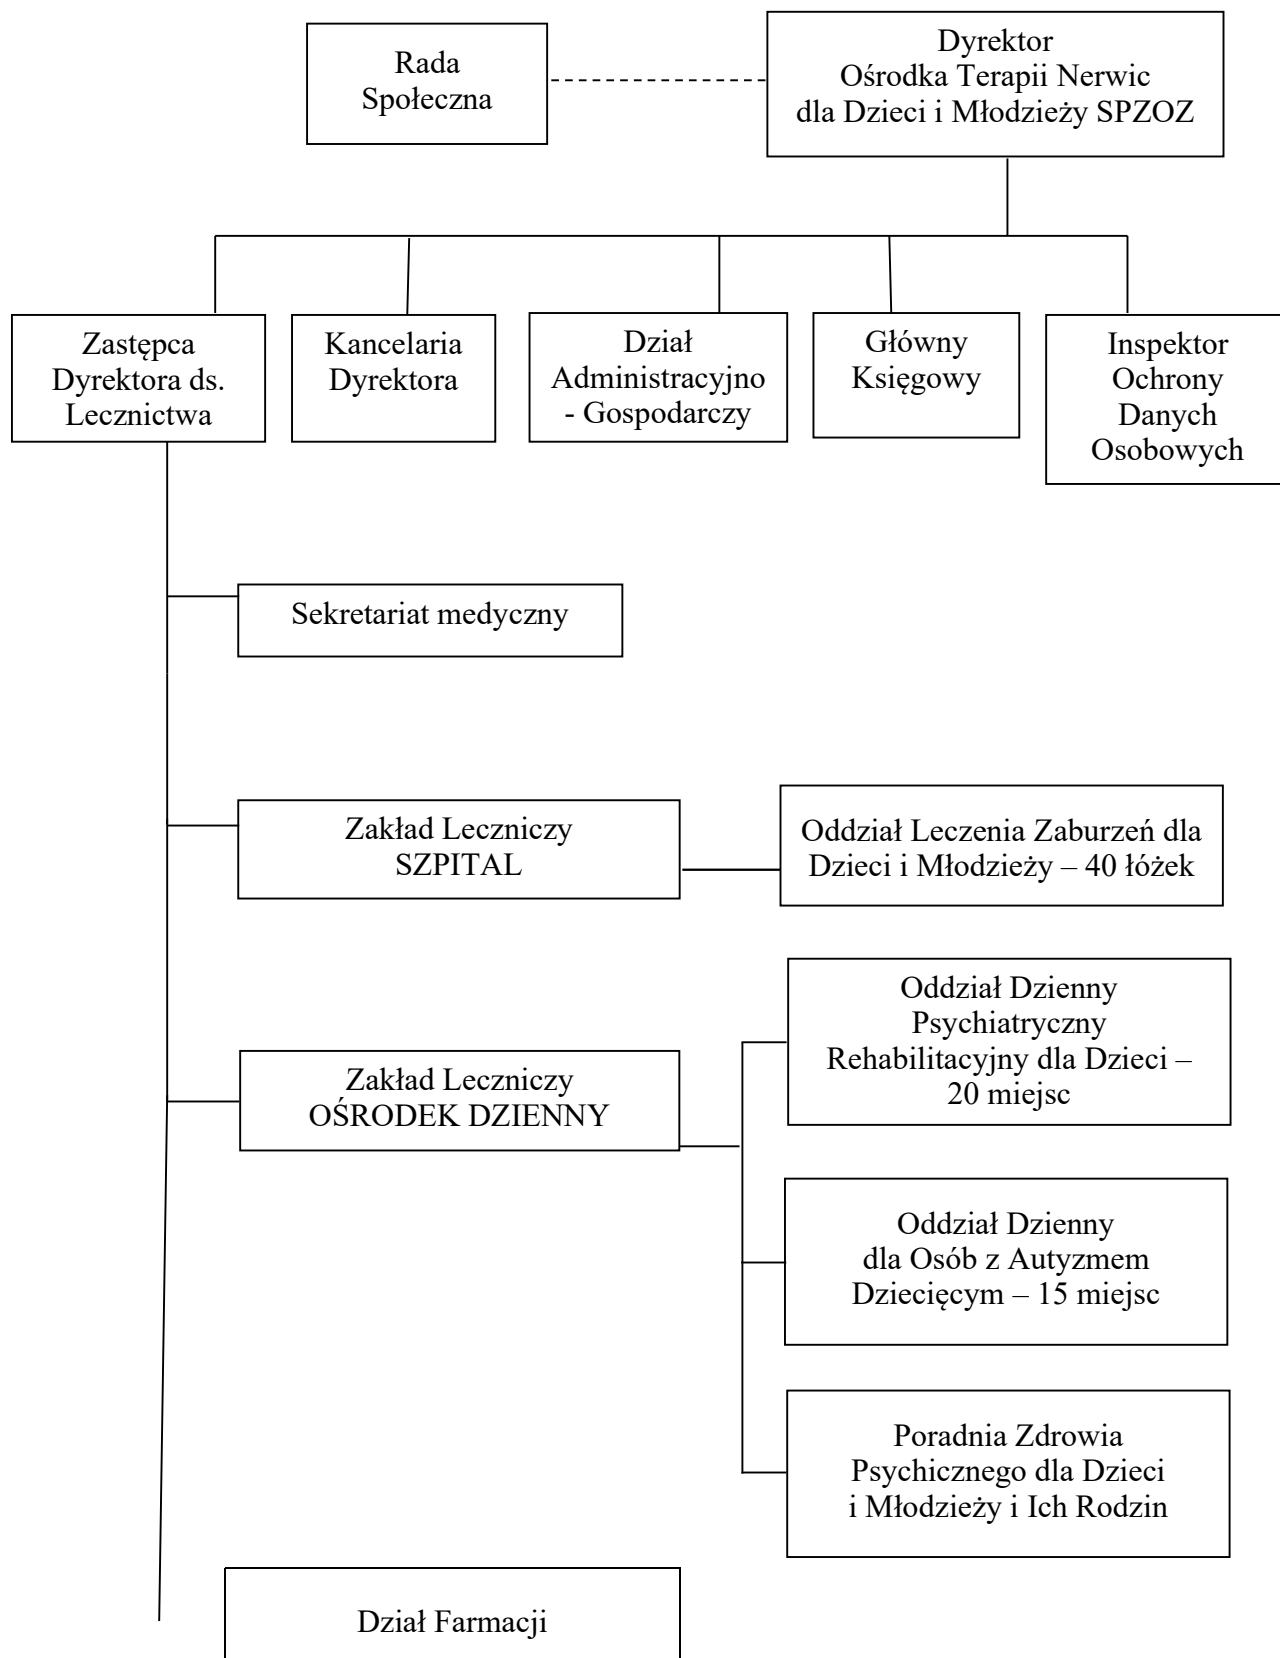 Rada
Społeczna
Dyrektor
Ośrodka Terapii Nerwic
dla Dzieci i Młodzieży SPZOZ
Zastępca
Dyrektora ds.
Lecznictwa
Kancelaria
Dyrektora
Dział
Administracyjno
- Gospodarczy
Główny
Księgowy
Inspektor
Ochrony
Danych
Osobowych
Sekretariat medyczny
Zakład Leczniczy
SZPITAL
Oddział Leczenia Zaburzeń dla
Dzieci i Młodzieży – 40 łóżek
Zakład Leczniczy
OŚRODEK DZIENNY
Oddział Dzienny
Psychiatryczny
Rehabilitacyjny dla Dzieci –
20 miejsc
Oddział Dzienny
dla Osób z Autyzmem
Dziecięcym – 15 miejsc
Poradnia Zdrowia
Psychicznego dla Dzieci
i Młodzieży i Ich Rodzin
Dział Farmacji